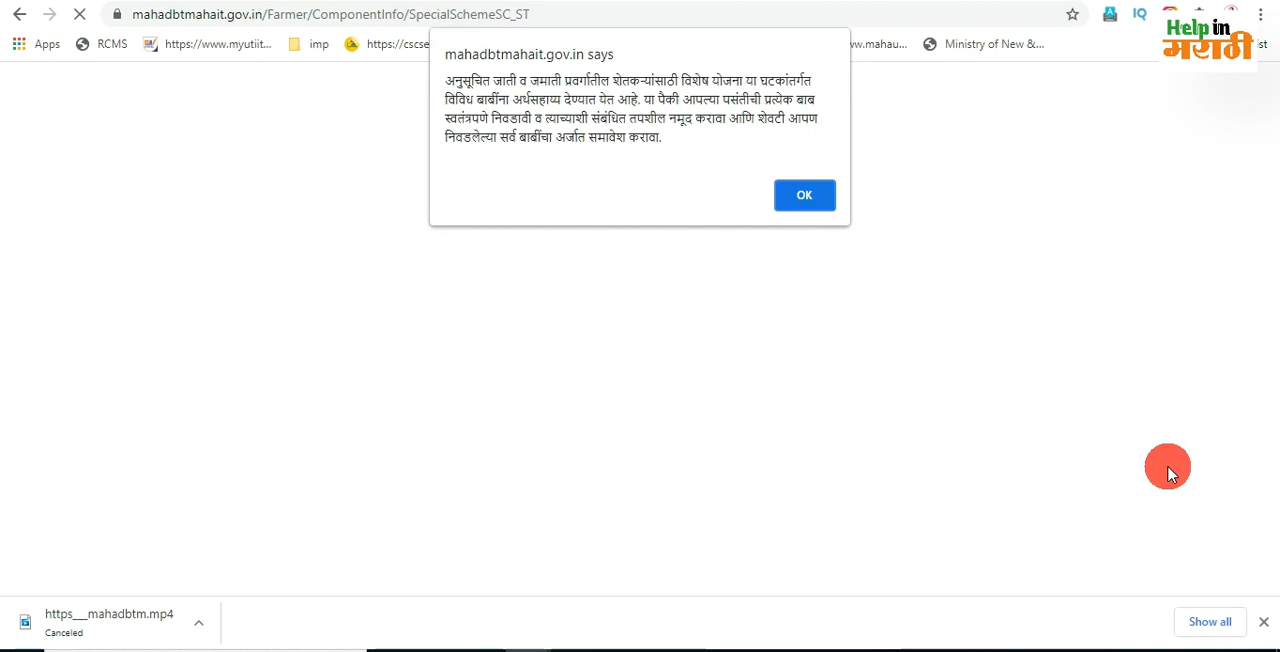 mahadbtmahait.gov.in/Farmer/ComponentInfo/SpecialSchemeSC_ST
IQ
Help in
मराठी
Apps
RCMS
https://www.myutiit...
imp
https://cscse
ww.mahau...
Ministry of New &...
st
mahadbtmahait.gov.in says
अनुसूचित जाती व जमाती प्रवर्गातील शेतकऱ्यांसाठी विशेष योजना या घटकांतर्गत
विविध बाबींना अर्थसहाय्य देण्यात येत आहे. या पैकी आपल्या पसंतीची प्रत्येक बाब
स्वतंत्रपणे निवडावी व त्याच्याशी संबंधित तपशील नमूद करावा आणि शेवटी आपण
निवडलेल्या सर्व बाबींचा अर्जात समावेश करावा.
OK
https___mahadbtm.mp4
Canceled
Show all